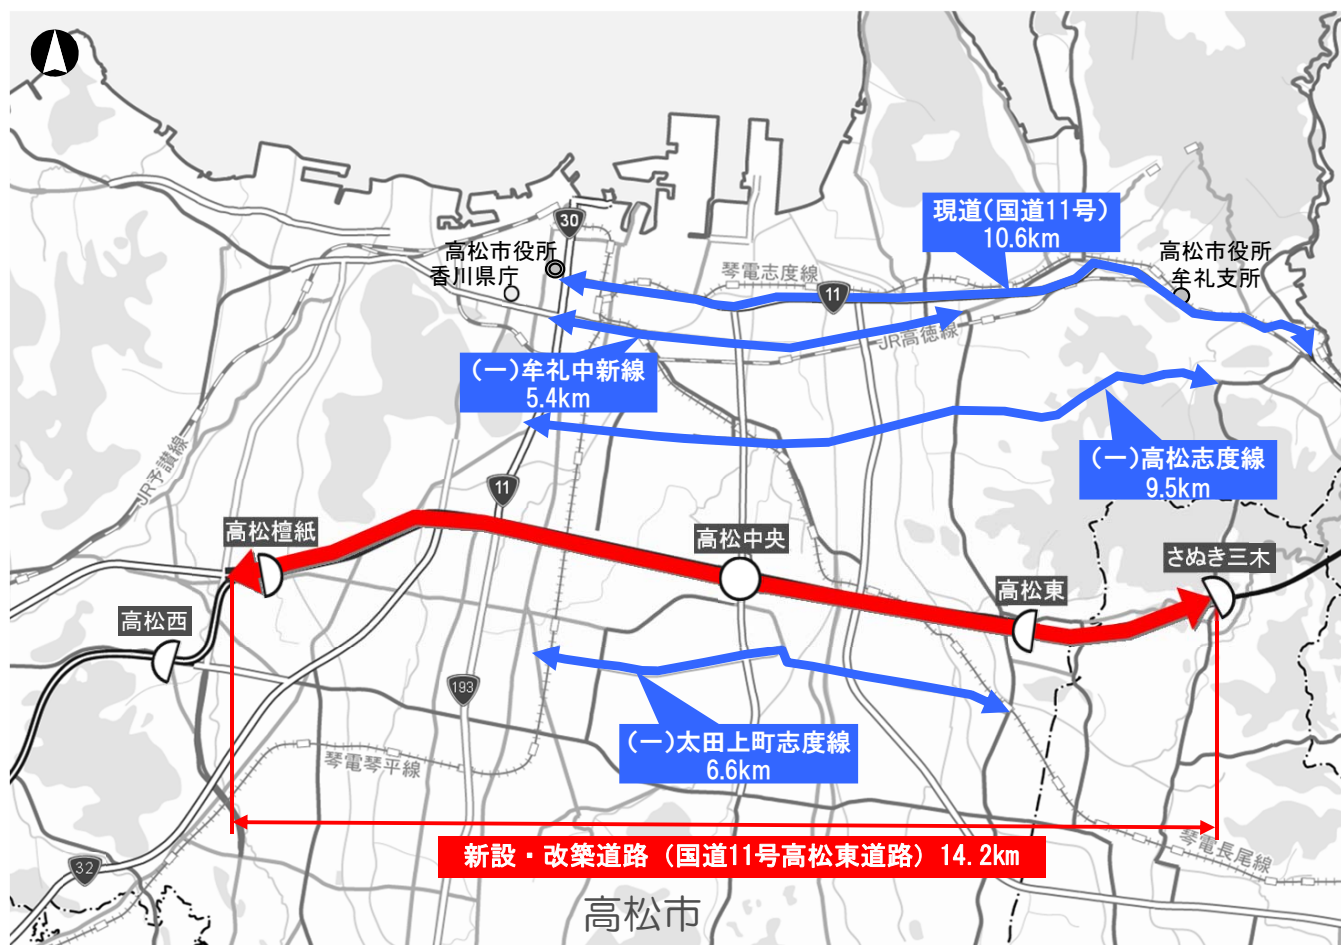 30
高松市役所
香川県庁
現道(国道11号)
10.6km
高松市役所
牟礼支所
琴電志度線
11
JR高徳線
(一)牟礼中新線
5.4km
(一)高松志度線
9.5km
JR予讃線
11
高松檀紙
高松中央
さぬき三木
高松東
高松西
193
(一)太田上町志度線
6.6km
琴電琴平線
琴電長尾線
新設・改築道路（国道11号高松東道路）14.2km
32
高松市